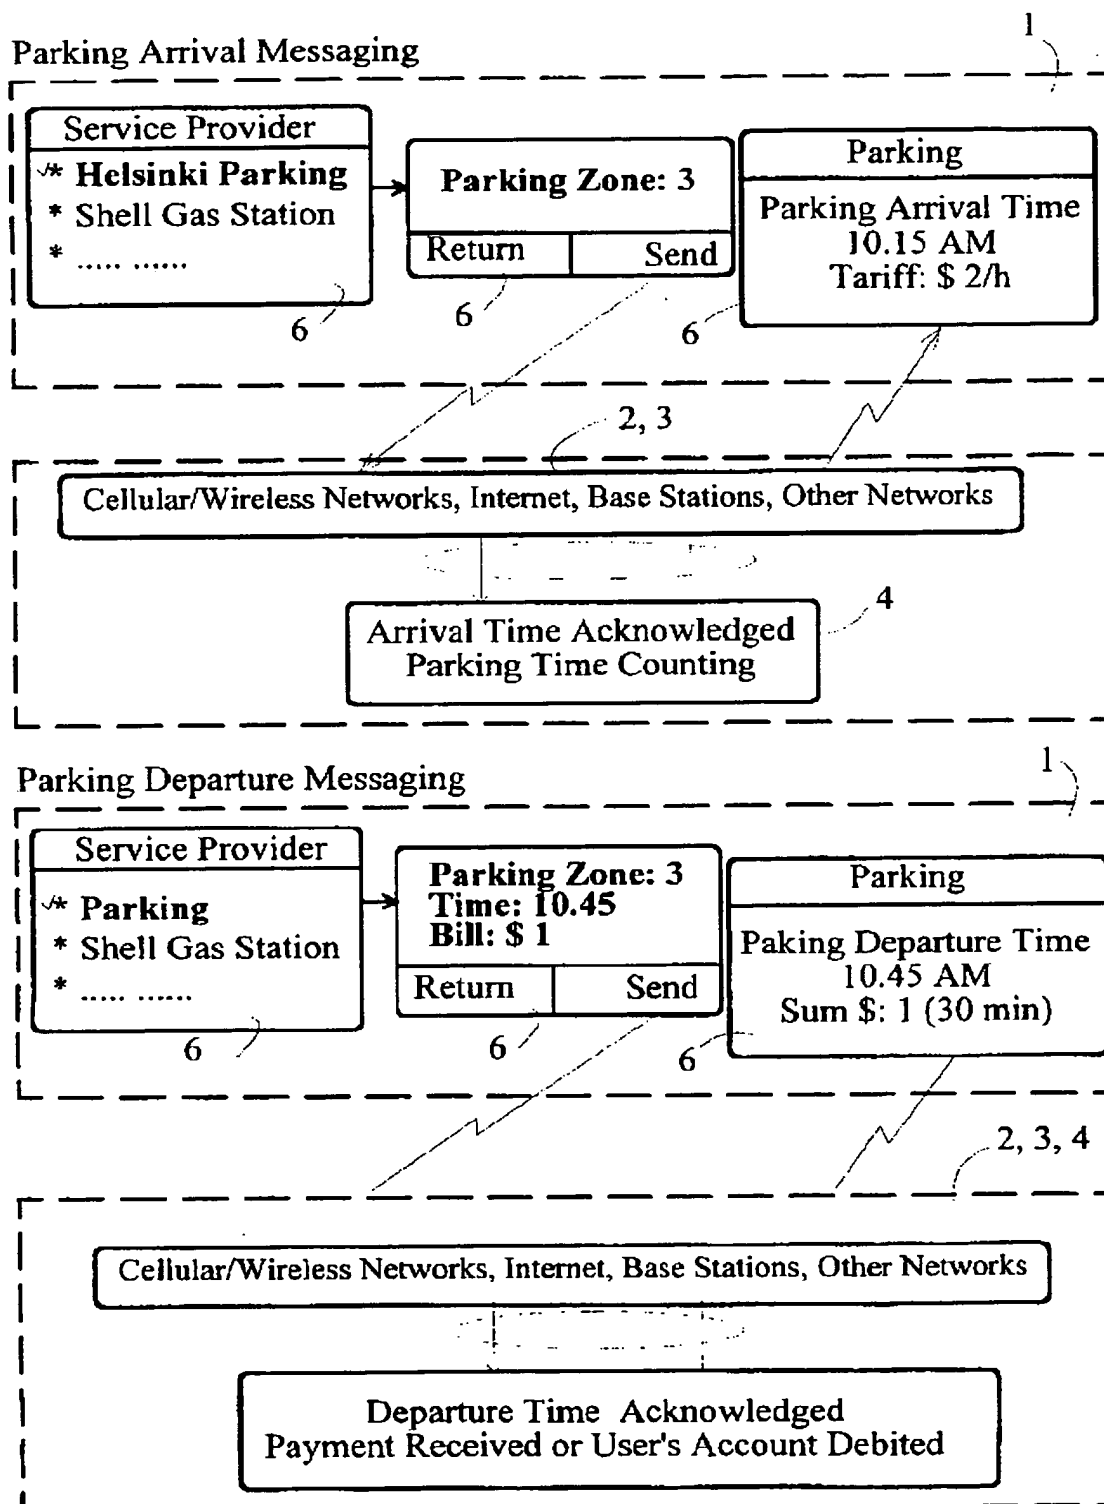 1
Parking Arrival Messaging
Service Provider
* Helsinki Parking
* Shell Gas Station
* ..... ......
6
Parking Zone: 3
Return Send
6
Parking
Parking Arrival Time
10.15 AM
Tariff: $ 2/h
6
2, 3
Cellular/Wireless Networks, Internet, Base Stations, Other Networks
4
Arrival Time Acknowledged
Parking Time Counting
1
Parking Departure Messaging
Service Provider
* Parking
* Shell Gas Station
* ..... ......
6
Parking Zone: 3
Time: 10.45
Bill: $ 1
Return Send
6
Parking
Paking Departure Time
10.45 AM
Sum $: 1 (30 min)
6
2, 3, 4
Cellular/Wireless Networks, Internet, Base Stations, Other Networks
Departure Time Acknowledged
Payment Received or User's Account Debited